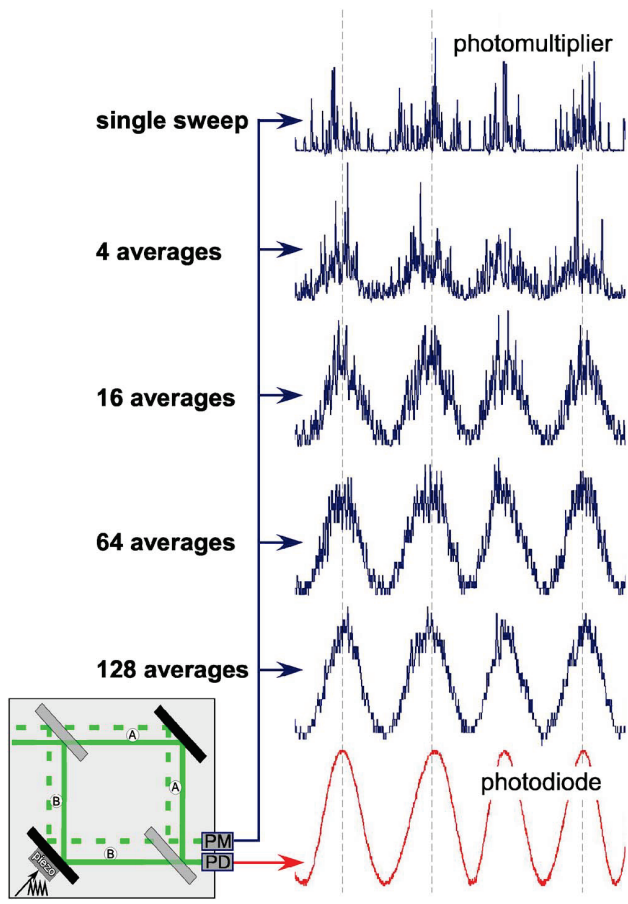 photomultiplier
single sweep
4 averages
16 averages
64 averages
128 averages
photodiode
A
A
B
B
PM
PD
piezo